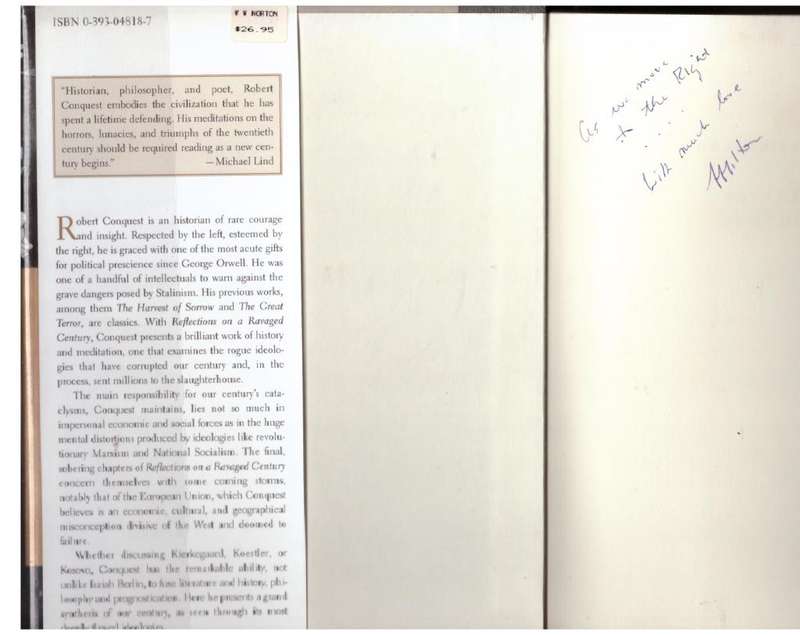 ISBN 0-393-04818-7
W W NORTON
$26.95
"Historian, philosopher, and poet, Robert
Conquest embodies the civilization that he has
spent a lifetime defending. His meditations on the
horrors, lunacies, and triumphs of the twentieth
century should be required reading as a new cen-
tury begins." —Michael Lind
Robert Conquest is an historian of rare courage
and insight. Respected by the left, esteemed by
the right, he is graced with one of the most acute gifts
for political prescience since George Orwell. He was
one of a handful of intellectuals to warn against the
grave dangers posed by Stalinism. His previous works,
among them The Harvest of Sorrow and The Great
Terror, are classics. With Reflections on a Ravaged
Century, Conquest presents a brilliant work of history
and meditation, one that examines the rogue ideolo-
gies that have corrupted our century and, in the
process, sent millions to the slaughterhouse.
The main responsibility for our century's cata-
clysms, Conquest maintains, lies not so much in
impersonal economic and social forces as in the huge
mental distortions produced by ideologies like revolu-
tionary Marxism and National Socialism. The final,
sobering chapters of Reflections on a Ravaged Century
concern themselves with some coming storms,
notably that of the European Union, which Conquest
believes is an economic, cultural, and geographical
misconception divisive of the West and doomed to
failure.
Whether discussing Kierkegaard, Koestler, or
Kosovo, Conquest has the remarkable ability, not
unlike Isaiah Berlin, to fuse literature and history, phi-
losophy and prognostication. Here he presents a grand
synthesis of our century, as seen through its most
deeply flawed ideologies.
as we move
to the Right
. . . .
with much love
Milton